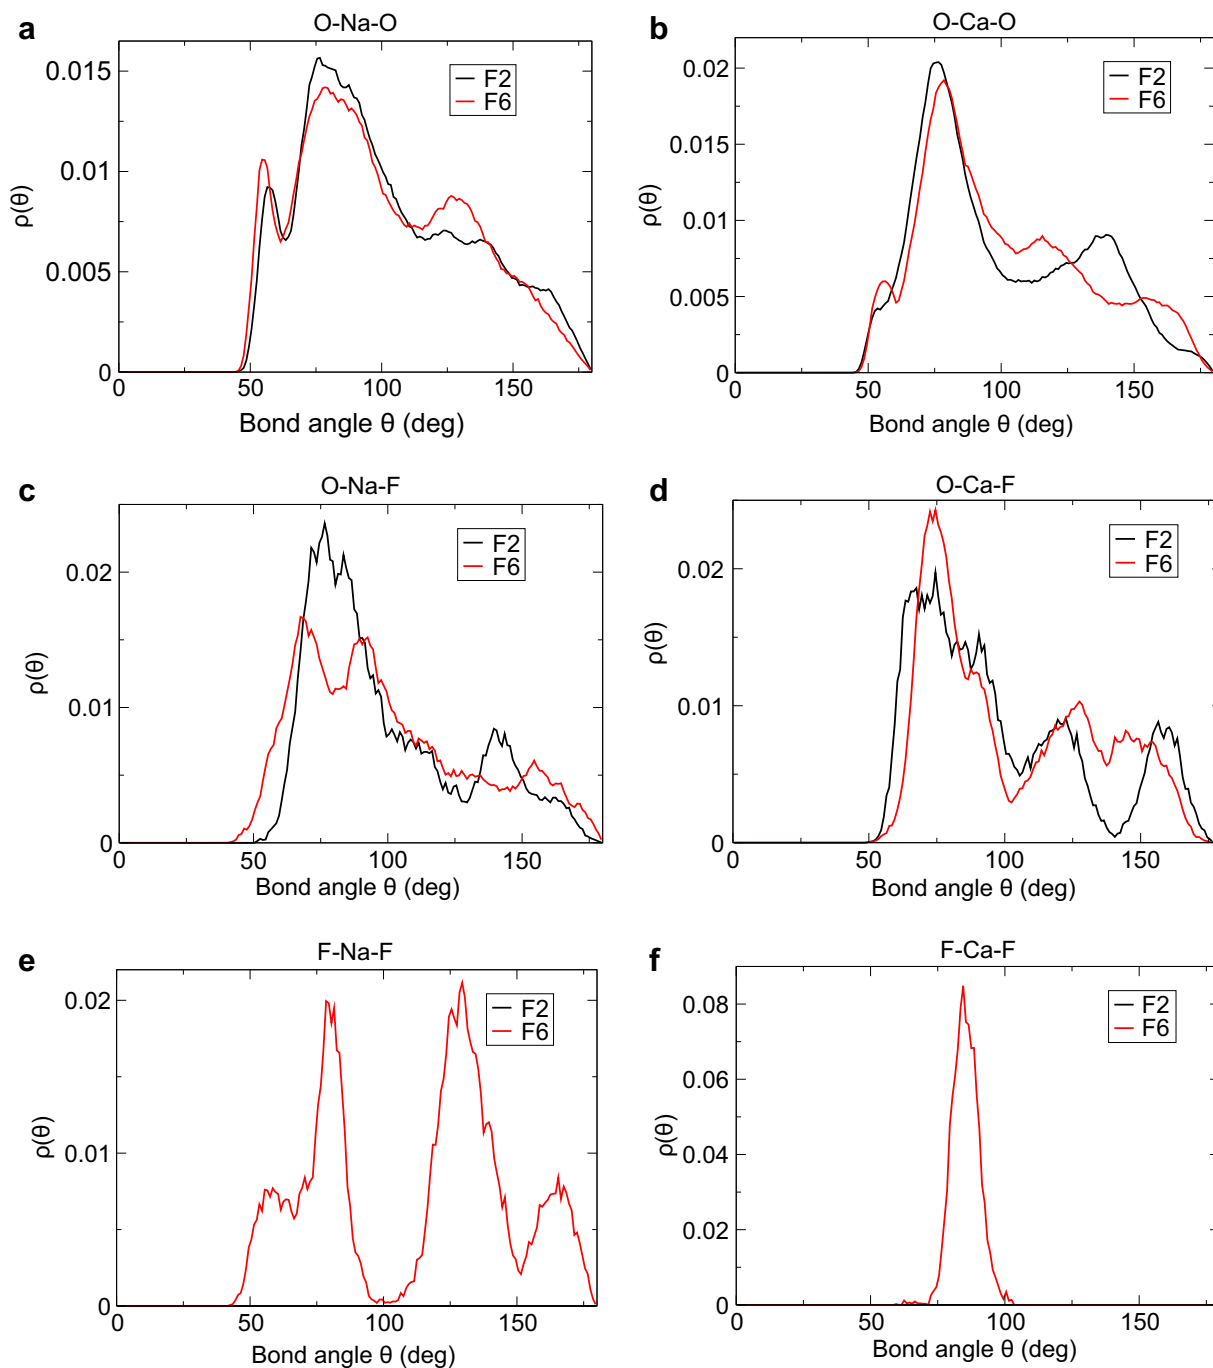 a
O-Na-O
0.015
0.01
0.005
0
ρ(θ)
F2
F6
0
50
100
150
Bond angle θ (deg)
b
O-Ca-O
0.02
0.015
0.01
0.005
0
ρ(θ)
F2
F6
0
50
100
150
Bond angle θ (deg)
c
O-Na-F
0.02
0.01
0
ρ(θ)
F2
F6
0
50
100
150
Bond angle θ (deg)
d
O-Ca-F
0.02
0.01
0
ρ(θ)
F2
F6
0
50
100
150
Bond angle θ (deg)
e
F-Na-F
0.02
0.01
0
ρ(θ)
F2
F6
0
50
100
150
Bond angle θ (deg)
f
F-Ca-F
0.08
0.06
0.04
0.02
0
ρ(θ)
F2
F6
0
50
100
150
Bond angle θ (deg)